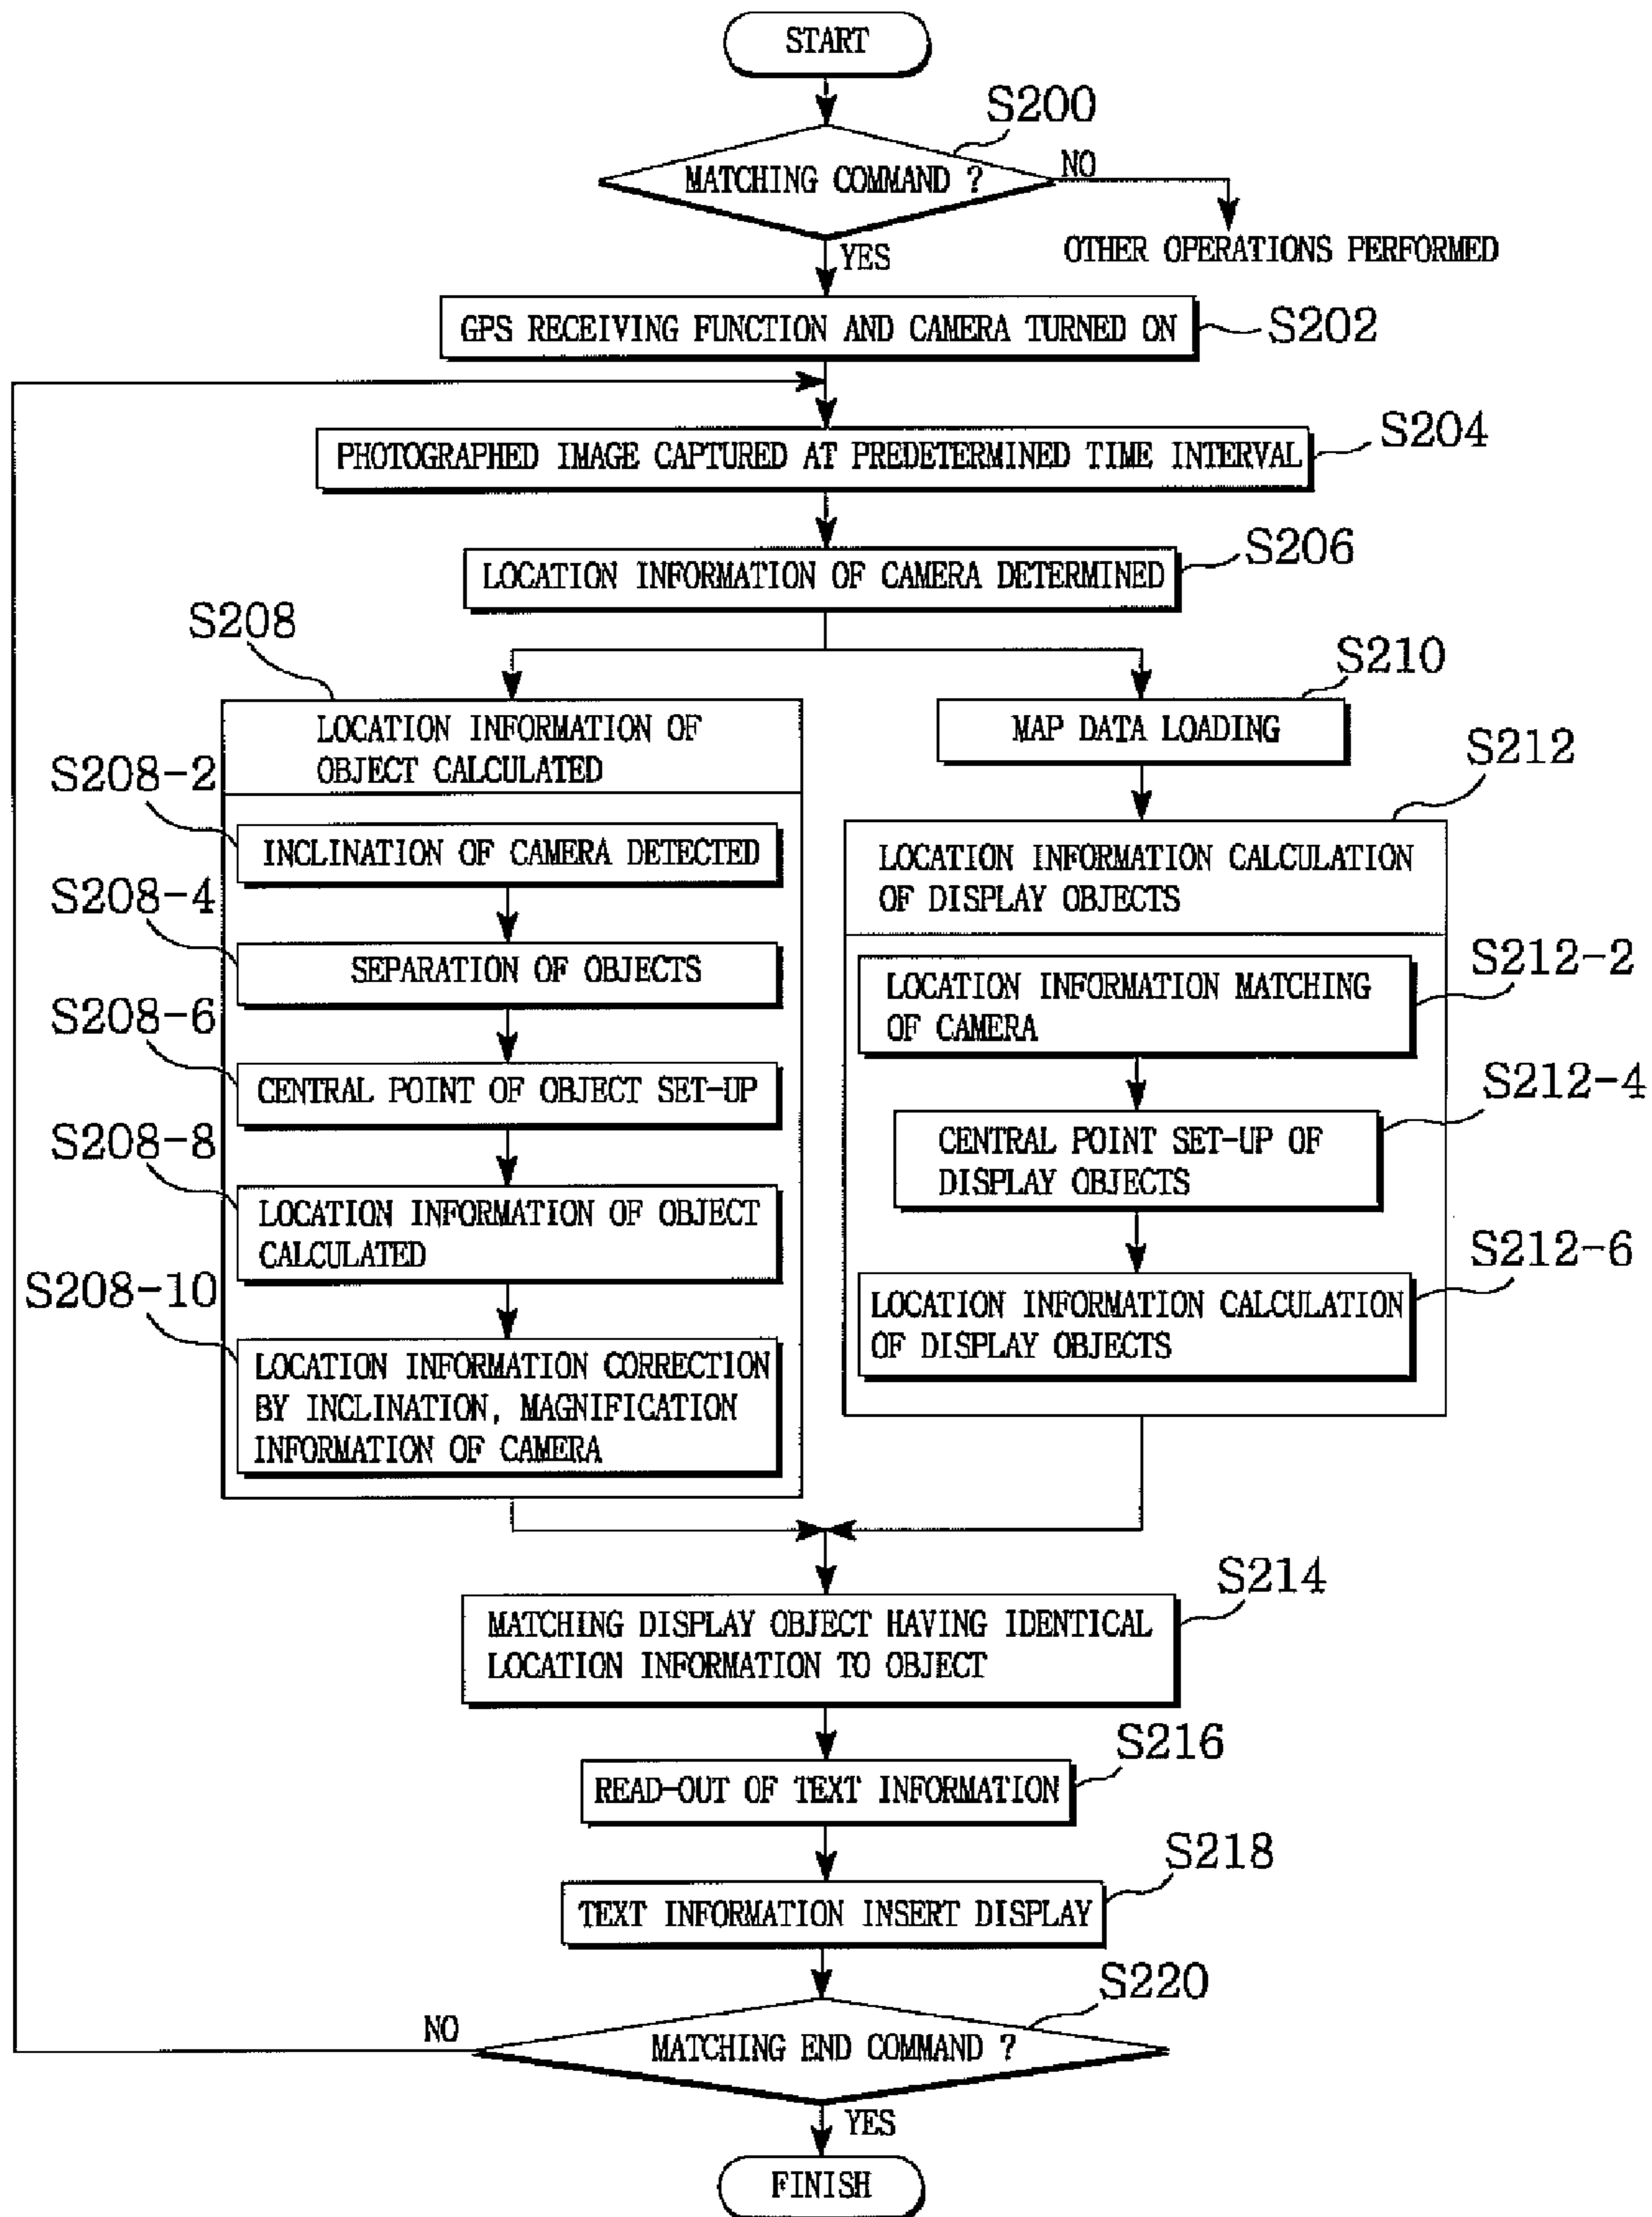 START
S200
MATCHING COMMAND ?
NO
YES
OTHER OPERATIONS PERFORMED
GPS RECEIVING FUNCTION AND CAMERA TURNED ON
S202
PHOTOGRAPHED IMAGE CAPTURED AT PREDETERMINED TIME INTERVAL
S204
LOCATION INFORMATION OF CAMERA DETERMINED
S206
S208
LOCATION INFORMATION OF
OBJECT CALCULATED
S208-2
INCLINATION OF CAMERA DETECTED
S208-4
SEPARATION OF OBJECTS
S208-6
CENTRAL POINT OF OBJECT SET-UP
S208-8
LOCATION INFORMATION OF OBJECT
CALCULATED
S208-10
LOCATION INFORMATION CORRECTION
BY INCLINATION, MAGNIFICATION
INFORMATION OF CAMERA
S210
MAP DATA LOADING
S212
LOCATION INFORMATION CALCULATION
OF DISPLAY OBJECTS
S212-2
LOCATION INFORMATION MATCHING
OF CAMERA
S212-4
CENTRAL POINT SET-UP OF
DISPLAY OBJECTS
S212-6
LOCATION INFORMATION CALCULATION
OF DISPLAY OBJECTS
S214
MATCHING DISPLAY OBJECT HAVING IDENTICAL
LOCATION INFORMATION TO OBJECT
S216
READ-OUT OF TEXT INFORMATION
S218
TEXT INFORMATION INSERT DISPLAY
S220
NO
MATCHING END COMMAND ?
YES
FINISH